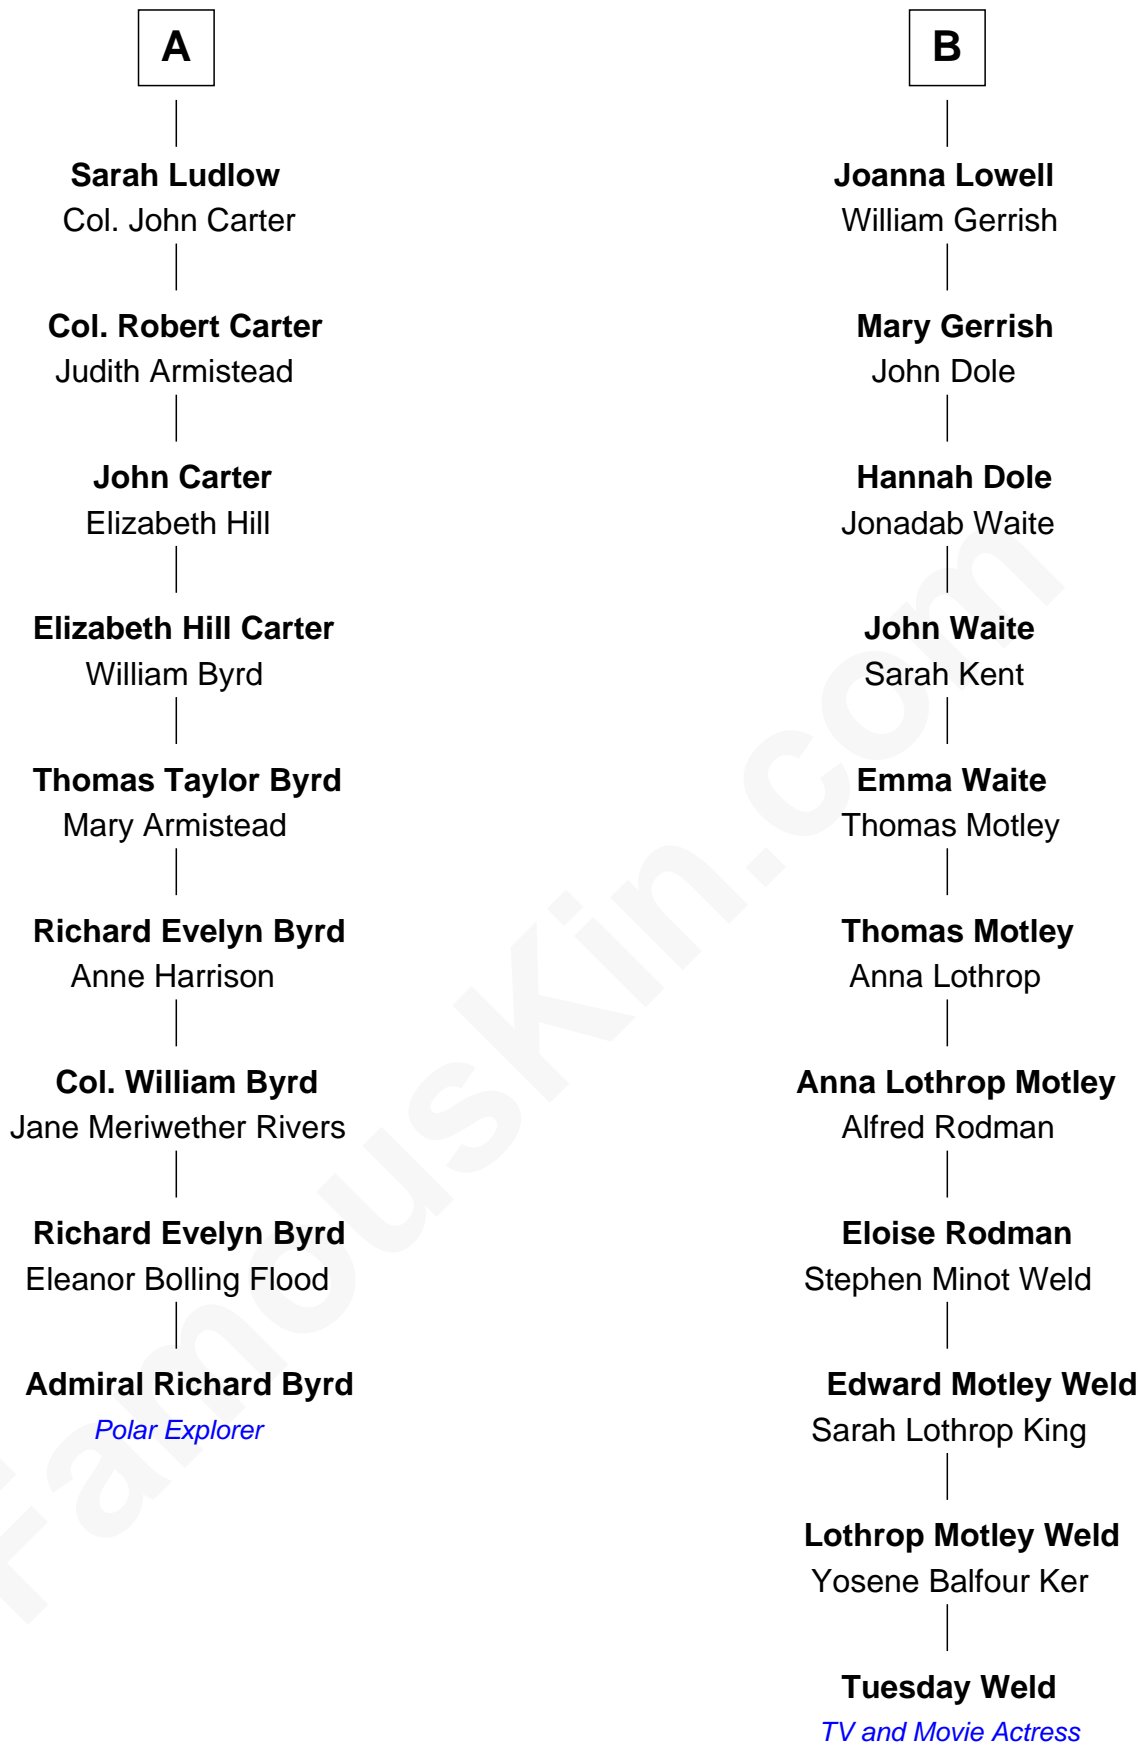 A
Sarah Ludlow
Col. John Carter
Col. Robert Carter
Judith Armistead
John Carter
Elizabeth Hill
Elizabeth Hill Carter
William Byrd
Thomas Taylor Byrd
Mary Armistead
Richard Evelyn Byrd
Anne Harrison
Col. William Byrd
Jane Meriwether Rivers
Richard Evelyn Byrd
Eleanor Bolling Flood
Admiral Richard Byrd
Polar Explorer
B
Joanna Lowell
William Gerrish
Mary Gerrish
John Dole
Hannah Dole
Jonadab Waite
John Waite
Sarah Kent
Emma Waite
Thomas Motley
Thomas Motley
Anna Lothrop
Anna Lothrop Motley
Alfred Rodman
Eloise Rodman
Stephen Minot Weld
Edward Motley Weld
Sarah Lothrop King
Lothrop Motley Weld
Yosene Balfour Ker
Tuesday Weld
TV and Movie Actress
FamousKin.com